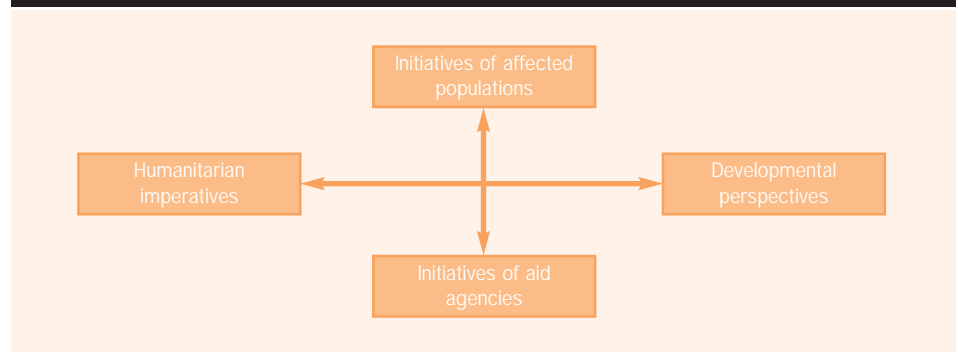 Initiatives of affected
populations
Humanitarian
imperatives
Developmental
perspectives
Initiatives of aid
agencies